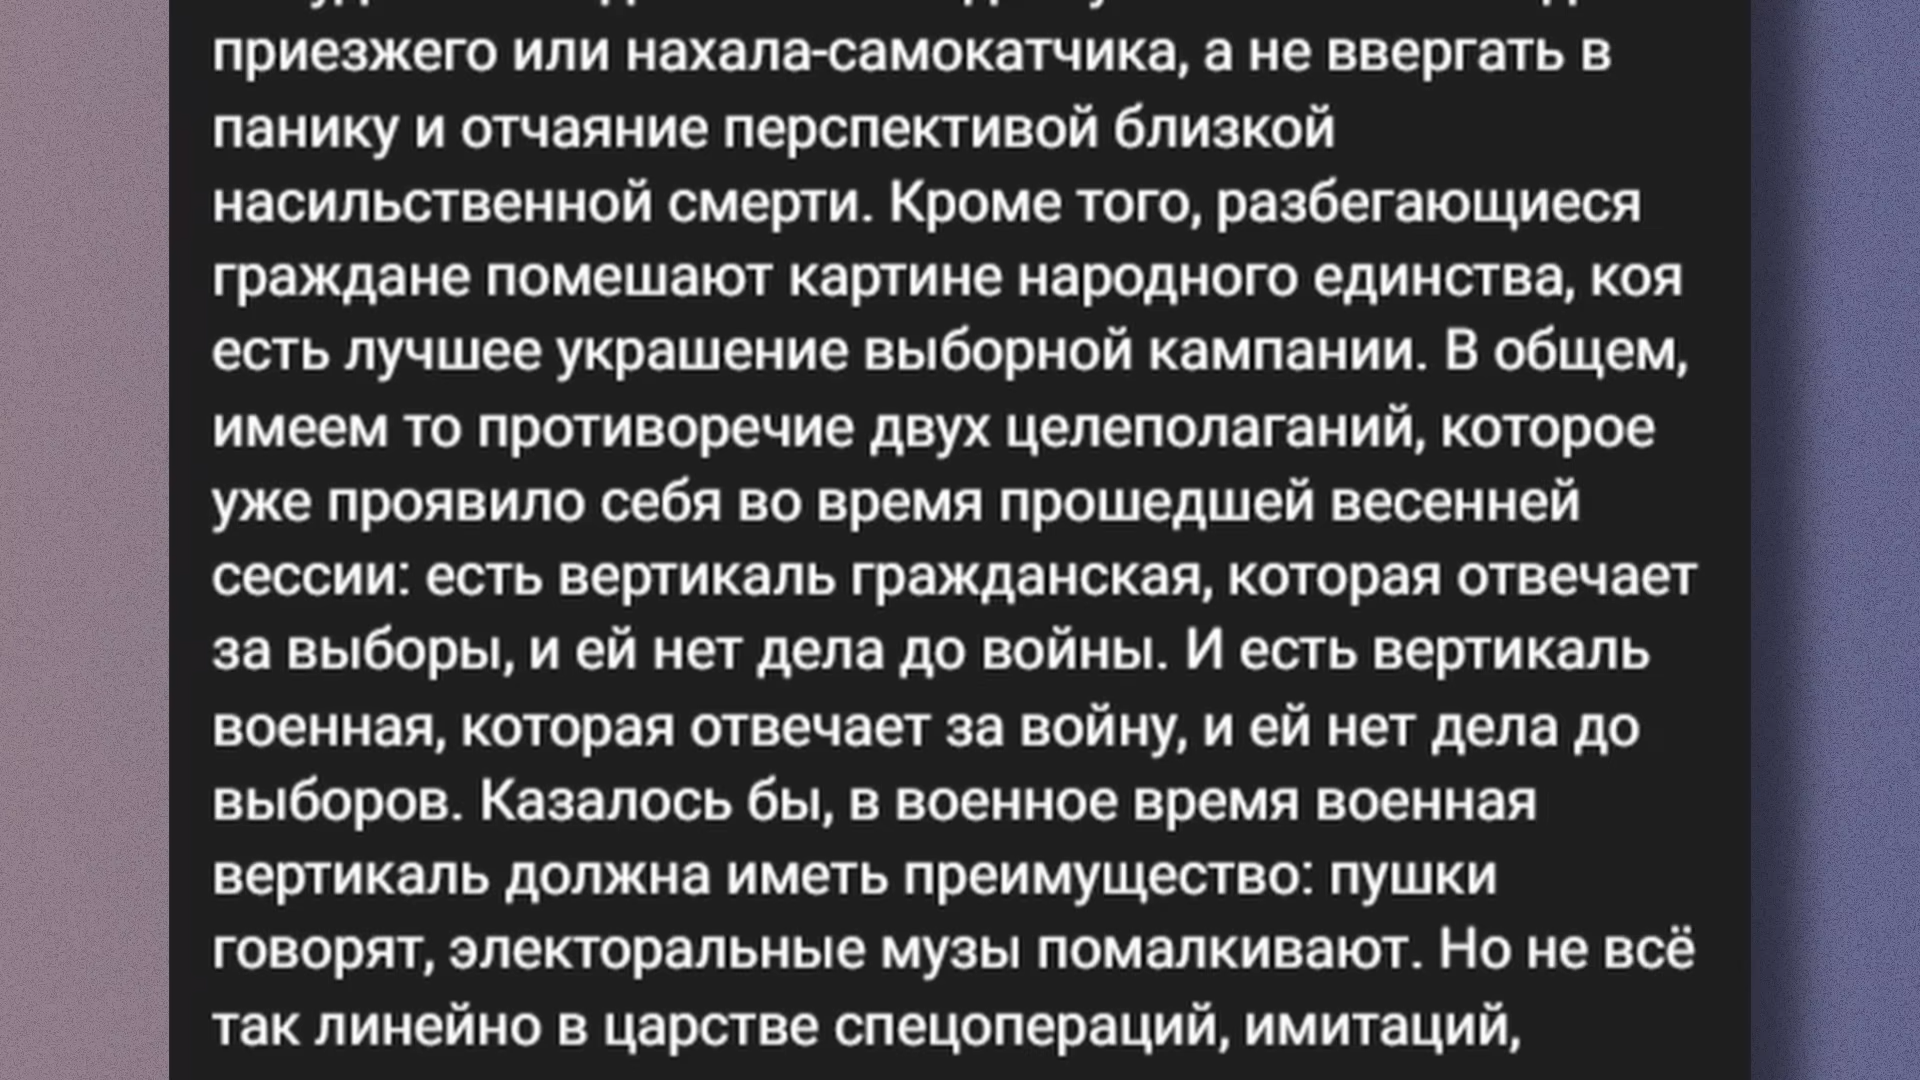 приезжего или нахала-самокатчика, а не ввергать в
панику и отчаяние перспективой близкой
насильственной смерти. Кроме того, разбегающиеся
граждане помешают картине народного единства, коя
есть лучшее украшение выборной кампании. В общем,
имеем то противоречие двух целеполаганий, которое
уже проявило себя во время прошедшей весенней
сессии: есть вертикаль гражданская, которая отвечает
за выборы, и ей нет дела до войны. И есть вертикаль
военная, которая отвечает за войну, и ей нет дела до
выборов. Казалось бы, в военное время военная
вертикаль должна иметь преимущество: пушки
говорят, электоральные музы помалкивают. Но не всё
так линейно в царстве спецопераций, имитаций,